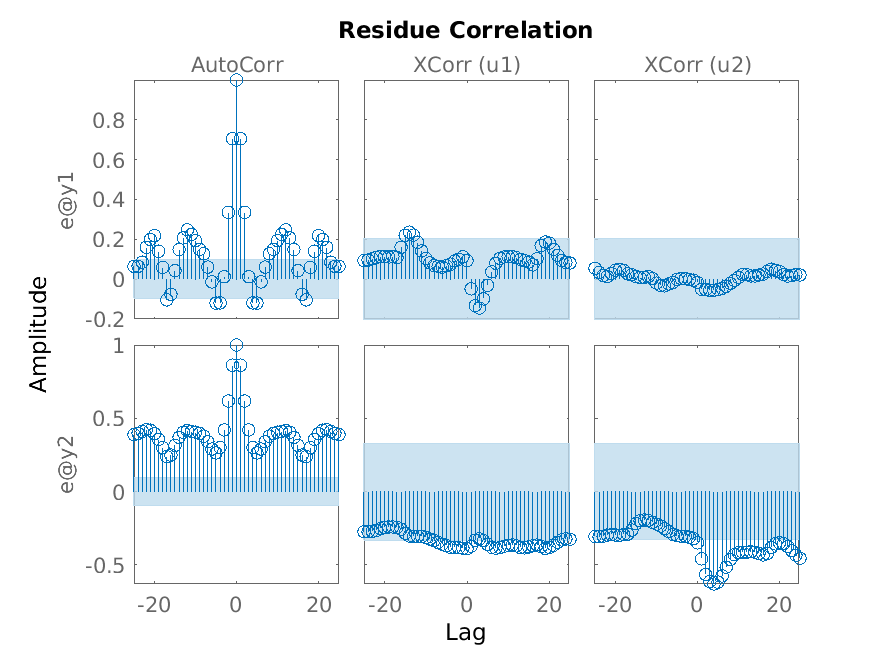 Residue Correlation
AutoCorr XCorr (u1) XCorr (u2)
Amplitude
e@y1
0.8
0.6
0.4
0.2
0
-0.2
e@y2
1
0.5
0
-0.5
-20 0 20 -20 0 20 -20 0 20
Lag